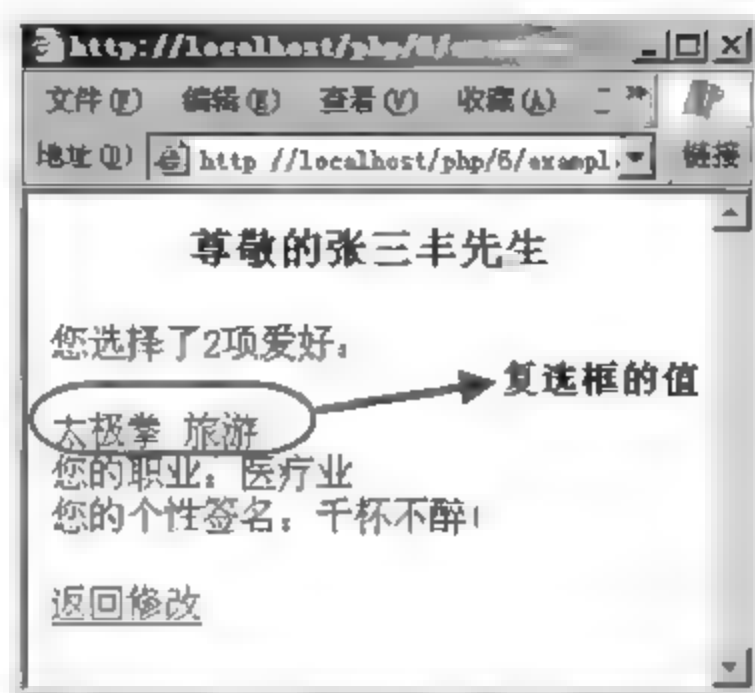 http://localhost/php/6/
文件(F) 编辑(E) 查看(V) 收藏(A) »
地址(D) http //localhost/php/6/exampl. 链接
尊敬的张三丰先生
您选择了2项爱好:
复选框的值
太极拳 旅游
您的职业: 医疗业
您的个性签名: 千杯不醉!
返回修改